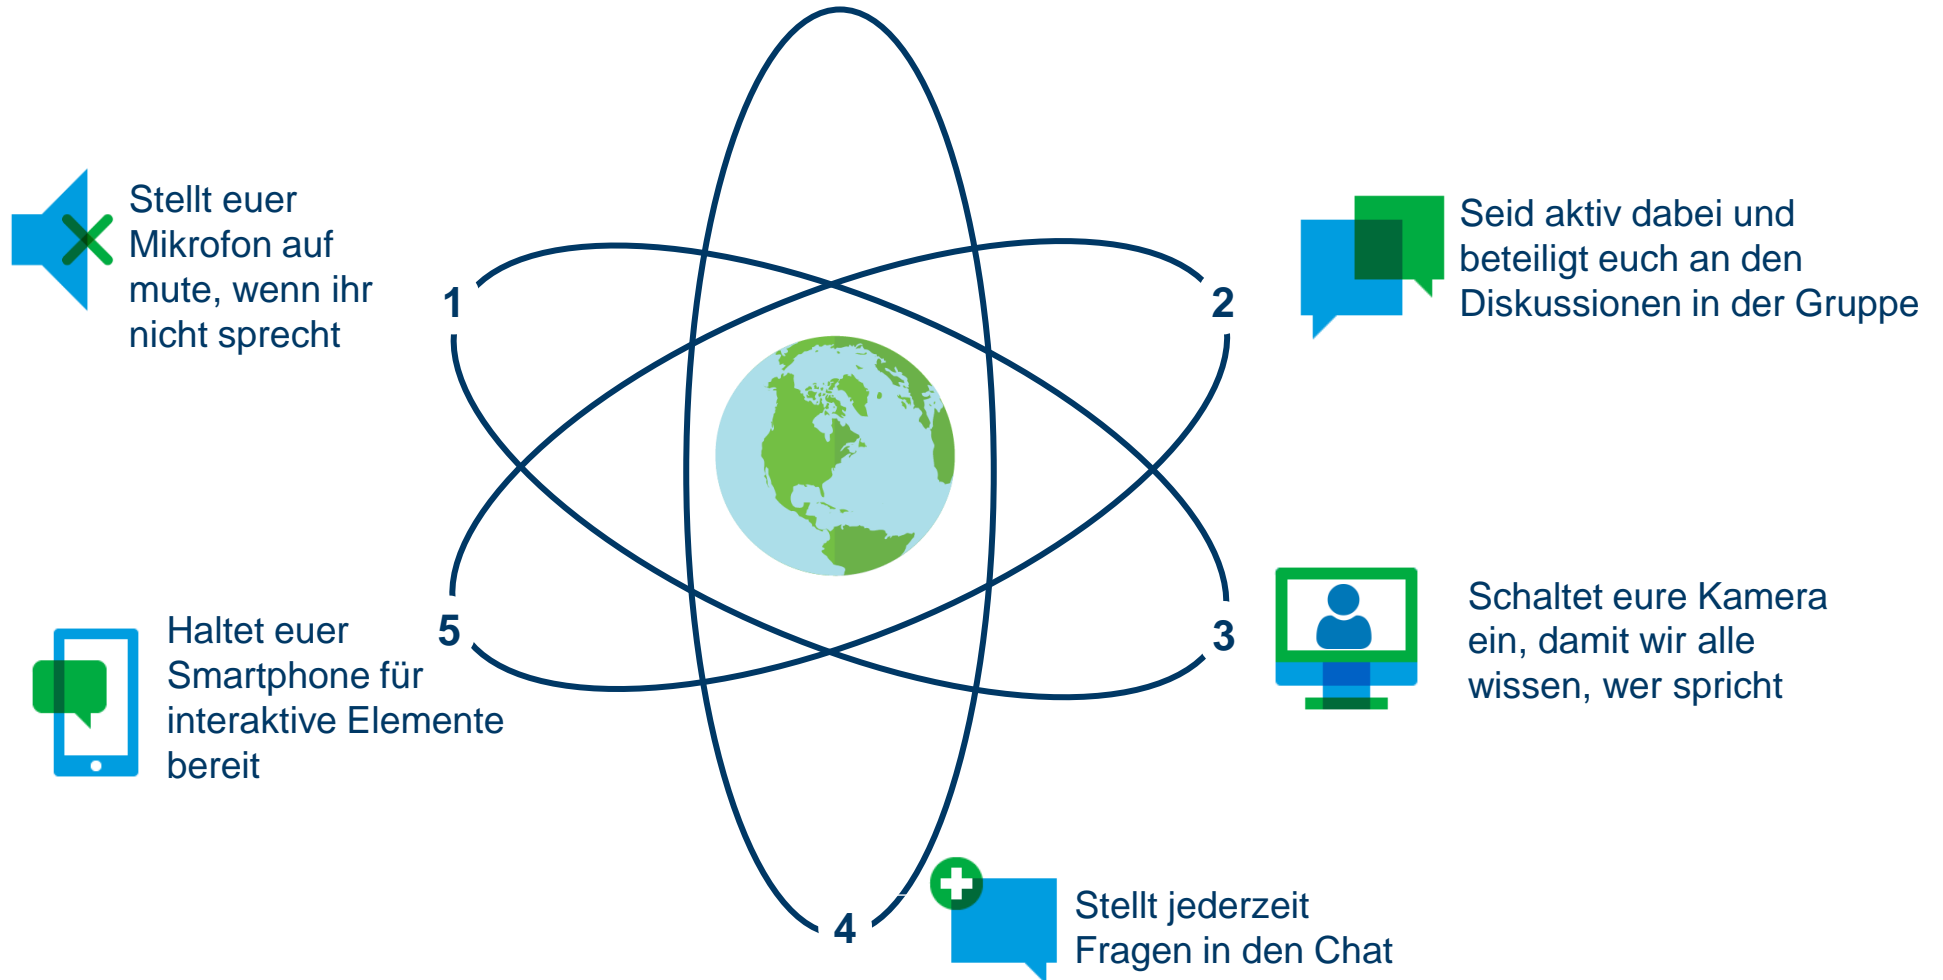 1
Stellt euer
Mikrofon auf
mute, wenn ihr
nicht sprecht
2
Seid aktiv dabei und
beteiligt euch an den
Diskussionen in der Gruppe
3
Schaltet eure Kamera
ein, damit wir alle
wissen, wer spricht
4
Stellt jederzeit
Fragen in den Chat
5
Haltet euer
Smartphone für
interaktive Elemente
bereit